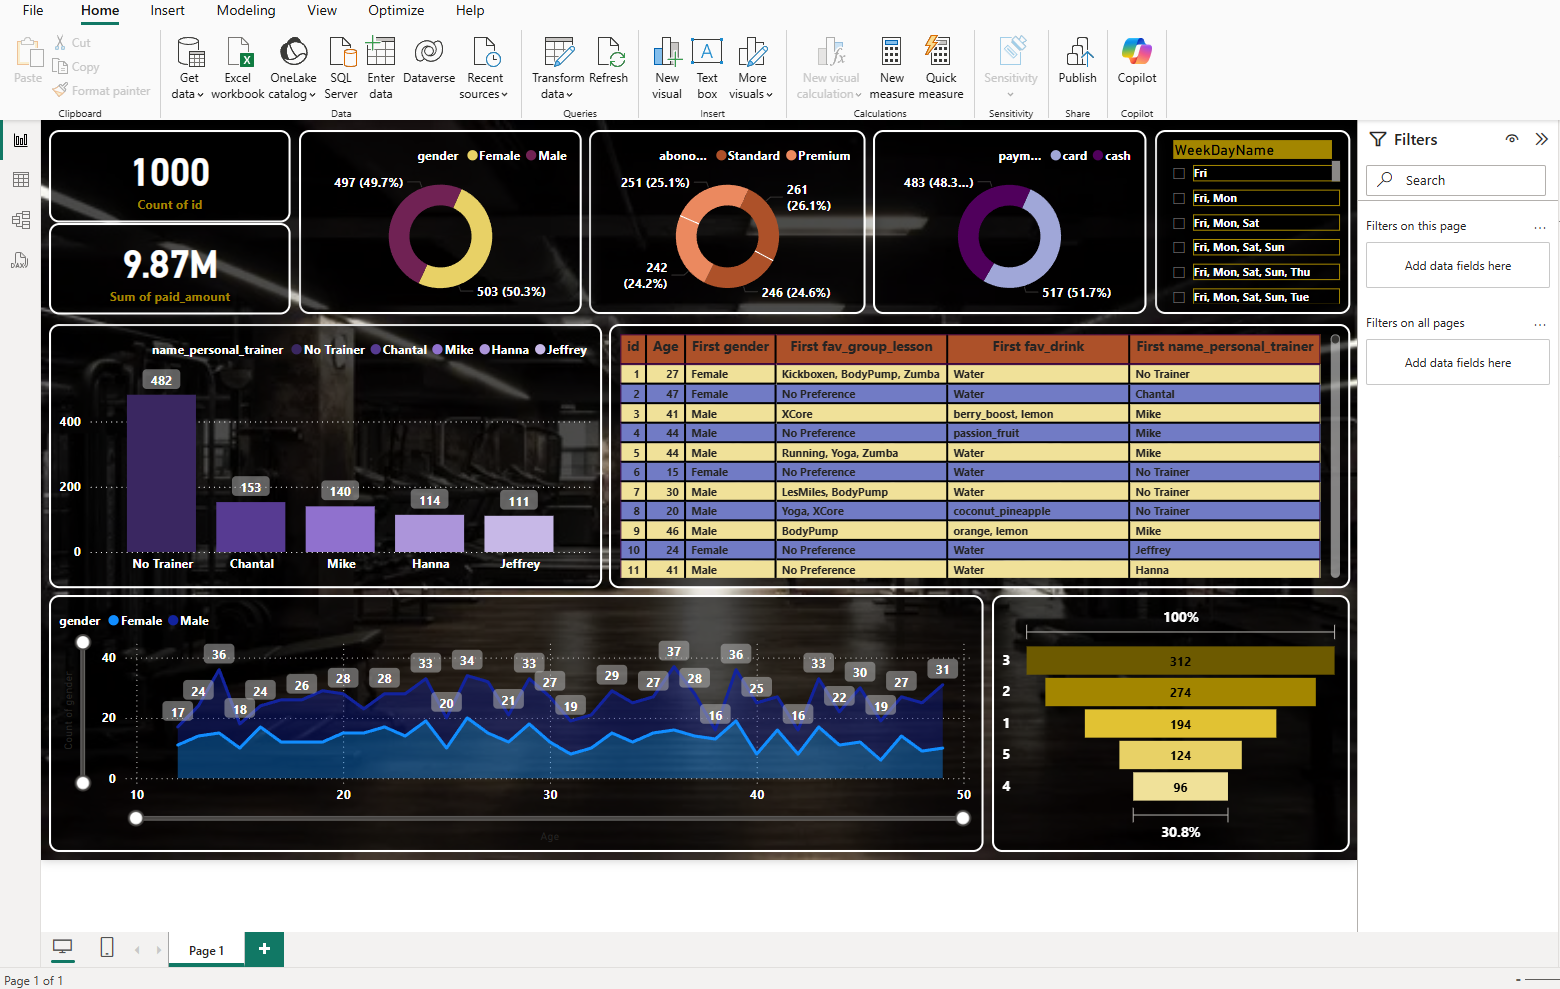 File Home Insert Modeling View Optimize Help
Paste
Cut
Copy
Format painter
Clipboard
Get data
Excel workbook
OneLake catalog
SQL Server
Enter data
Dataverse
Recent sources
Data
Transform data
Refresh
Queries
New visual
Text box
More visuals
Insert
New visual calculation
New measure
Quick measure
Calculations
Sensitivity
Sensitivity
Publish
Share
Copilot
Copilot
1000
Count of id
9.87M
Sum of paid_amount
gender Female Male
497 (49.7%)
503 (50.3%)
abono... Standard Premium
251 (25.1%)
261 (26.1%)
242 (24.2%)
246 (24.6%)
paym... card cash
483 (48.3...)
517 (51.7%)
WeekDayName
Fri
Fri, Mon
Fri, Mon, Sat
Fri, Mon, Sat, Sun
Fri, Mon, Sat, Sun, Thu
Fri, Mon, Sat, Sun, Tue
name_personal_trainer No Trainer Chantal Mike Hanna Jeffrey
400
200
0
482
153
140
114
111
No Trainer Chantal Mike Hanna Jeffrey
id Age First gender First fav_group_lesson First fav_drink First name_personal_trainer
1 27 Female Kickboxen, BodyPump, Zumba Water No Trainer
2 47 Female No Preference Water Chantal
3 41 Male XCore berry_boost, lemon Mike
4 44 Male No Preference passion_fruit Mike
5 44 Male Running, Yoga, Zumba Water Mike
6 15 Female No Preference Water No Trainer
7 30 Male LesMiles, BodyPump Water No Trainer
8 20 Male Yoga, XCore coconut_pineapple No Trainer
9 46 Male BodyPump orange, lemon Mike
10 24 Female No Preference Water Jeffrey
11 41 Male No Preference Water Hanna
gender Female Male
Count of gender
40
20
0
17 24 36 18 24 26 28 28 33 20 34 21 33 27 19 29 27 37 28 16 36 25 16 33 22 30 19 27 31
10 20 30 40 50
Age
100%
3 312
2 274
1 194
5 124
4 96
30.8%
Filters
Search
Filters on this page ...
Add data fields here
Filters on all pages ...
Add data fields here
Page 1 +
Page 1 of 1
-
DAX